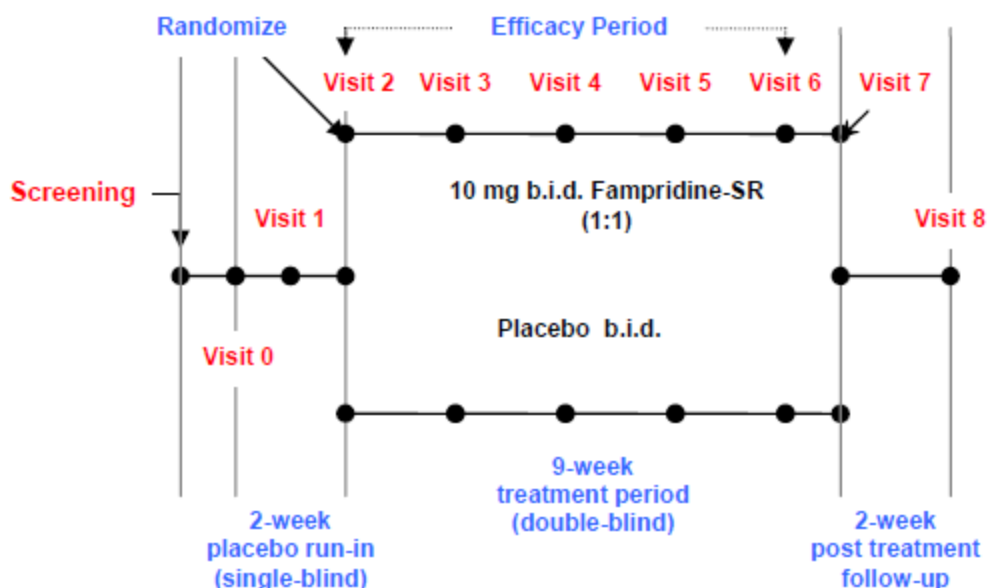 Randomize
Efficacy Period
Visit 2
Visit 3
Visit 4
Visit 5
Visit 6
Visit 7
Screening
10 mg b.i.d. Fampridine-SR
(1:1)
Visit 1
Visit 8
Placebo b.i.d.
Visit 0
9-week
treatment period
(double-blind)
2-week
placebo run-in
(single-blind)
2-week
post treatment
follow-up